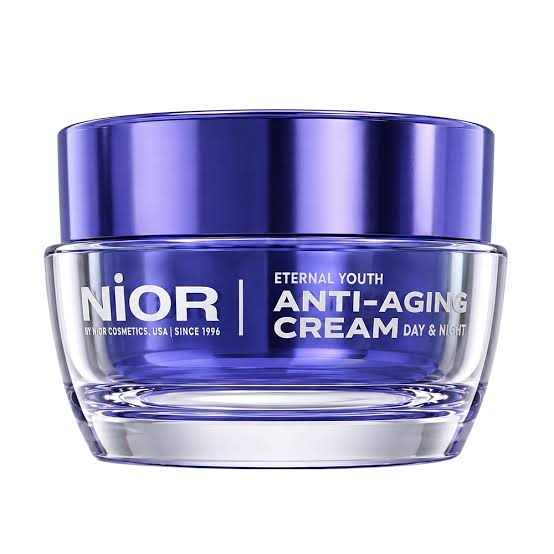 NiOR
BY NIOR COSMETICS, USA | SINCE 1996
ETERNAL YOUTH
ANTI-AGING
CREAM DAY & NIGHT